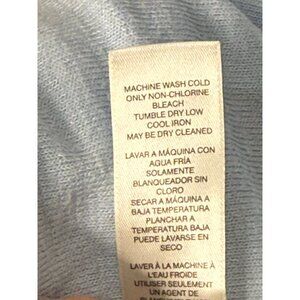 MACHINE WASH COLD
ONLY NON-CHLORINE
BLEACH
TUMBLE DRY LOW
COOL IRON
MAY BE DRY CLEANED
LAVAR A MÁQUINA CON
AGUA FRÍA
SOLAMENTE
BLANQUEADOR SIN
CLORO
SECAR A MÁQUINA A
BAJA TEMPERATURA
PLANCHAR A
TEMPERATURA BAJA
PUEDE LAVARSE EN
SECO
LAVER À LA MACHINE À
L'EAU FROIDE
UTILISER SEULEMENT
UN AGENT DE